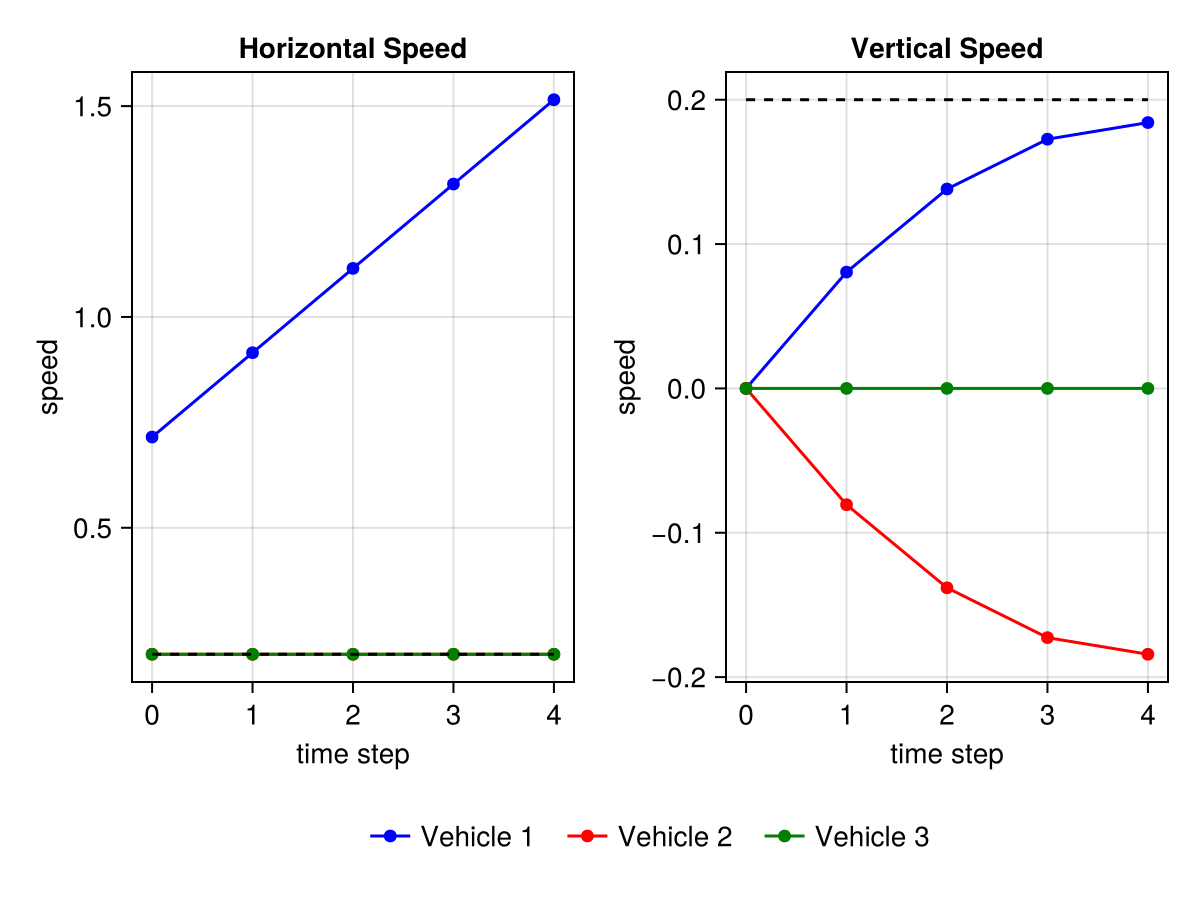 Horizontal Speed
1.5
1.0
0.5
speed
0 1 2 3 4
time step
Vertical Speed
0.2
0.1
0.0
−0.1
−0.2
speed
0 1 2 3 4
time step
Vehicle 1 Vehicle 2 Vehicle 3